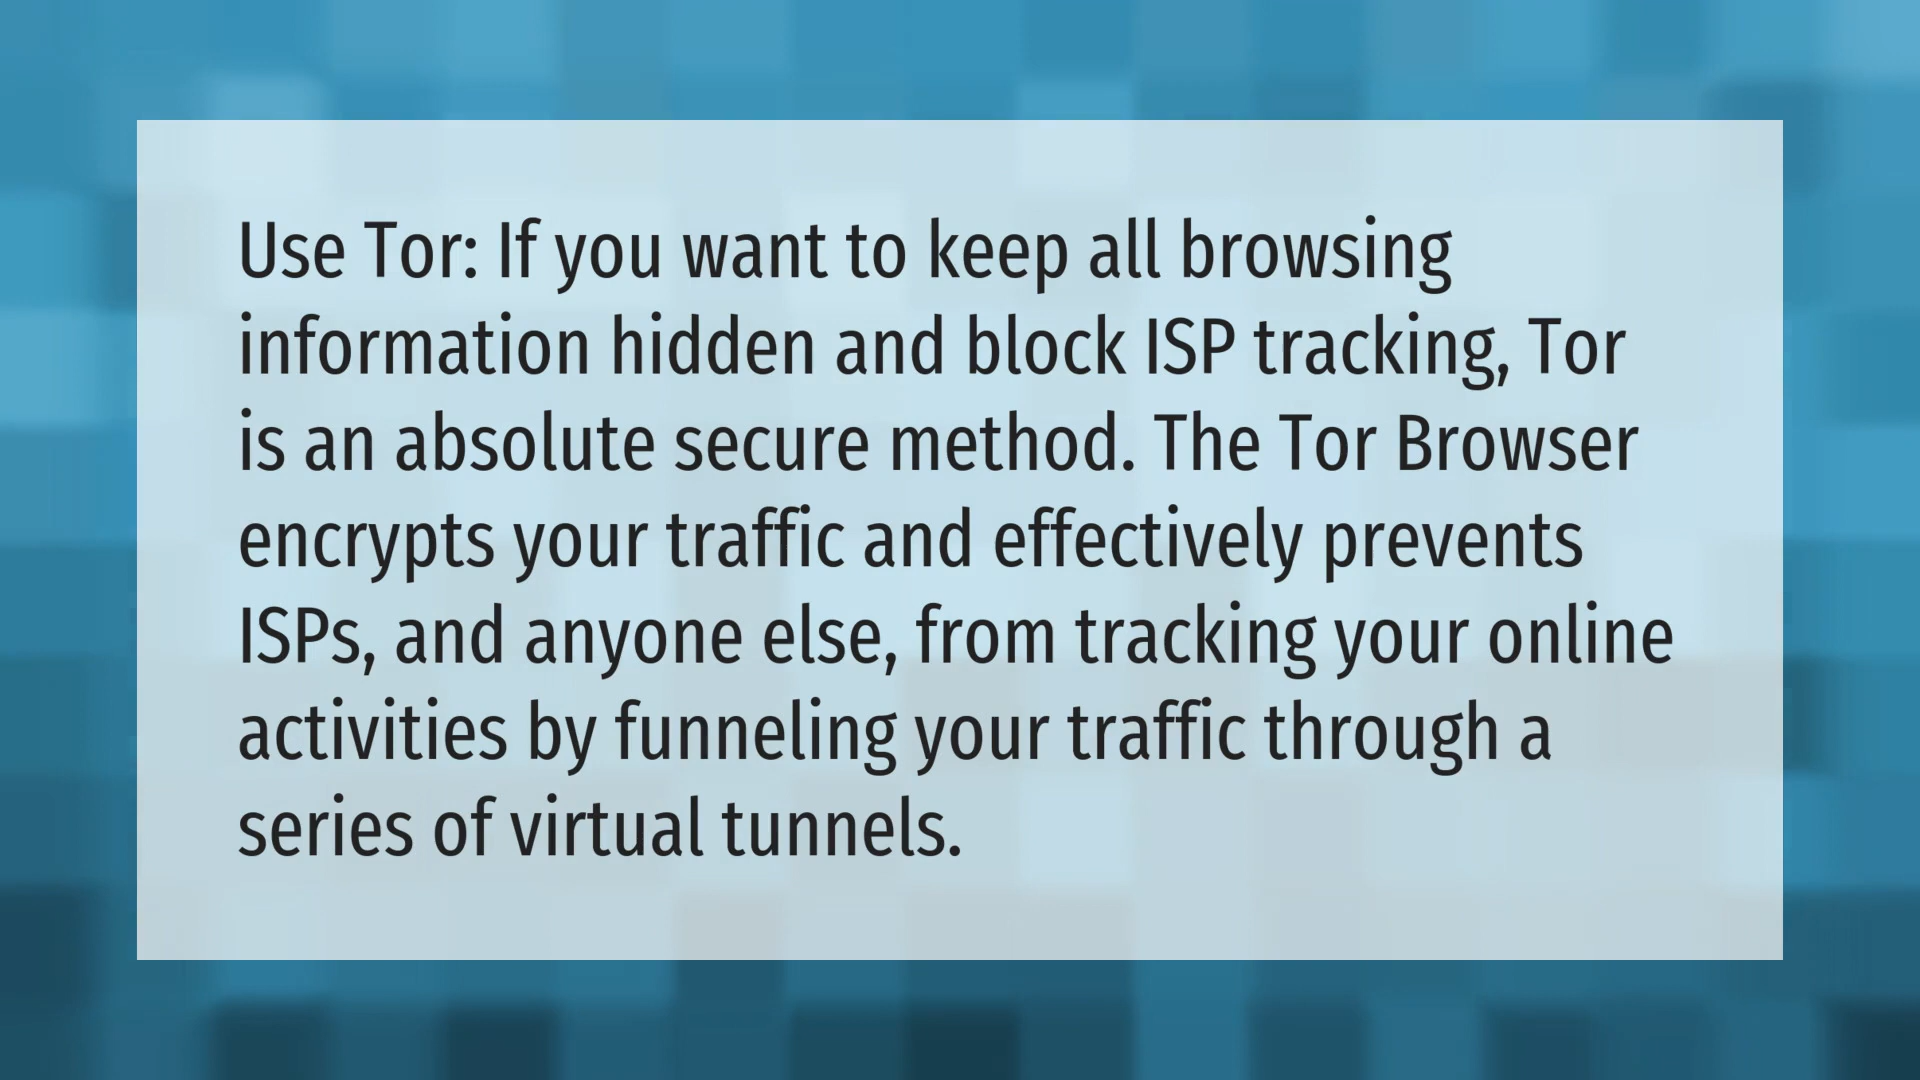 Use Tor: If you want to keep all browsing
information hidden and block ISP tracking, Tor
is an absolute secure method. The Tor Browser
encrypts your traffic and effectively prevents
ISPs, and anyone else, from tracking your online
activities by funneling your traffic through a
series of virtual tunnels.